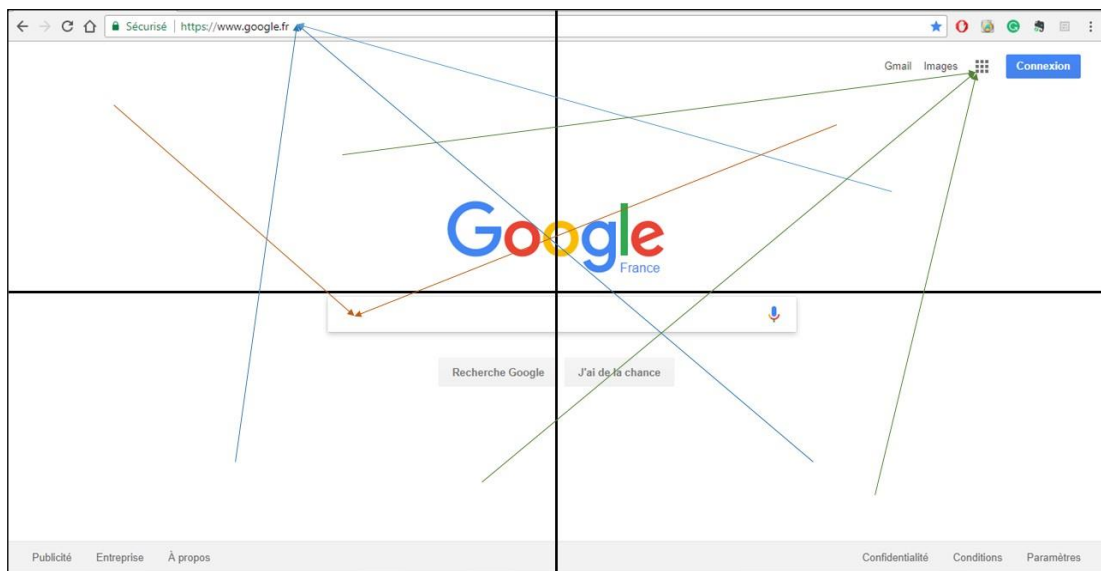 Sécurisé | https://www.google.fr
Gmail Images Connexion
Google
France
Recherche Google J'ai de la chance
Publicité Entreprise À propos Confidentialité Conditions Paramètres